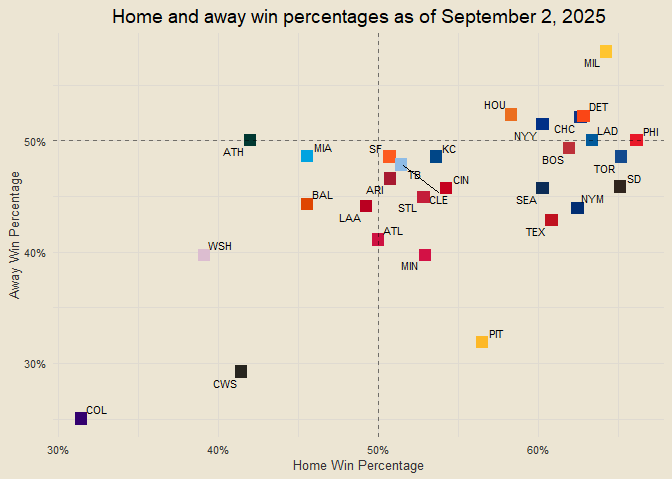 Home and away win percentages as of September 2, 2025
MIL
HOU
DET
NYY
CHC
LAD
PHI
50%
ATH
MIA
SF
KC
BOS
TOR
TB
CIN
SD
ARI
BAL
STL
CLE
SEA
NYM
LAA
ATL
TEX
WSH
MIN
40%
PIT
30%
CWS
COL
30%
40%
50%
60%
Home Win Percentage
Away Win Percentage